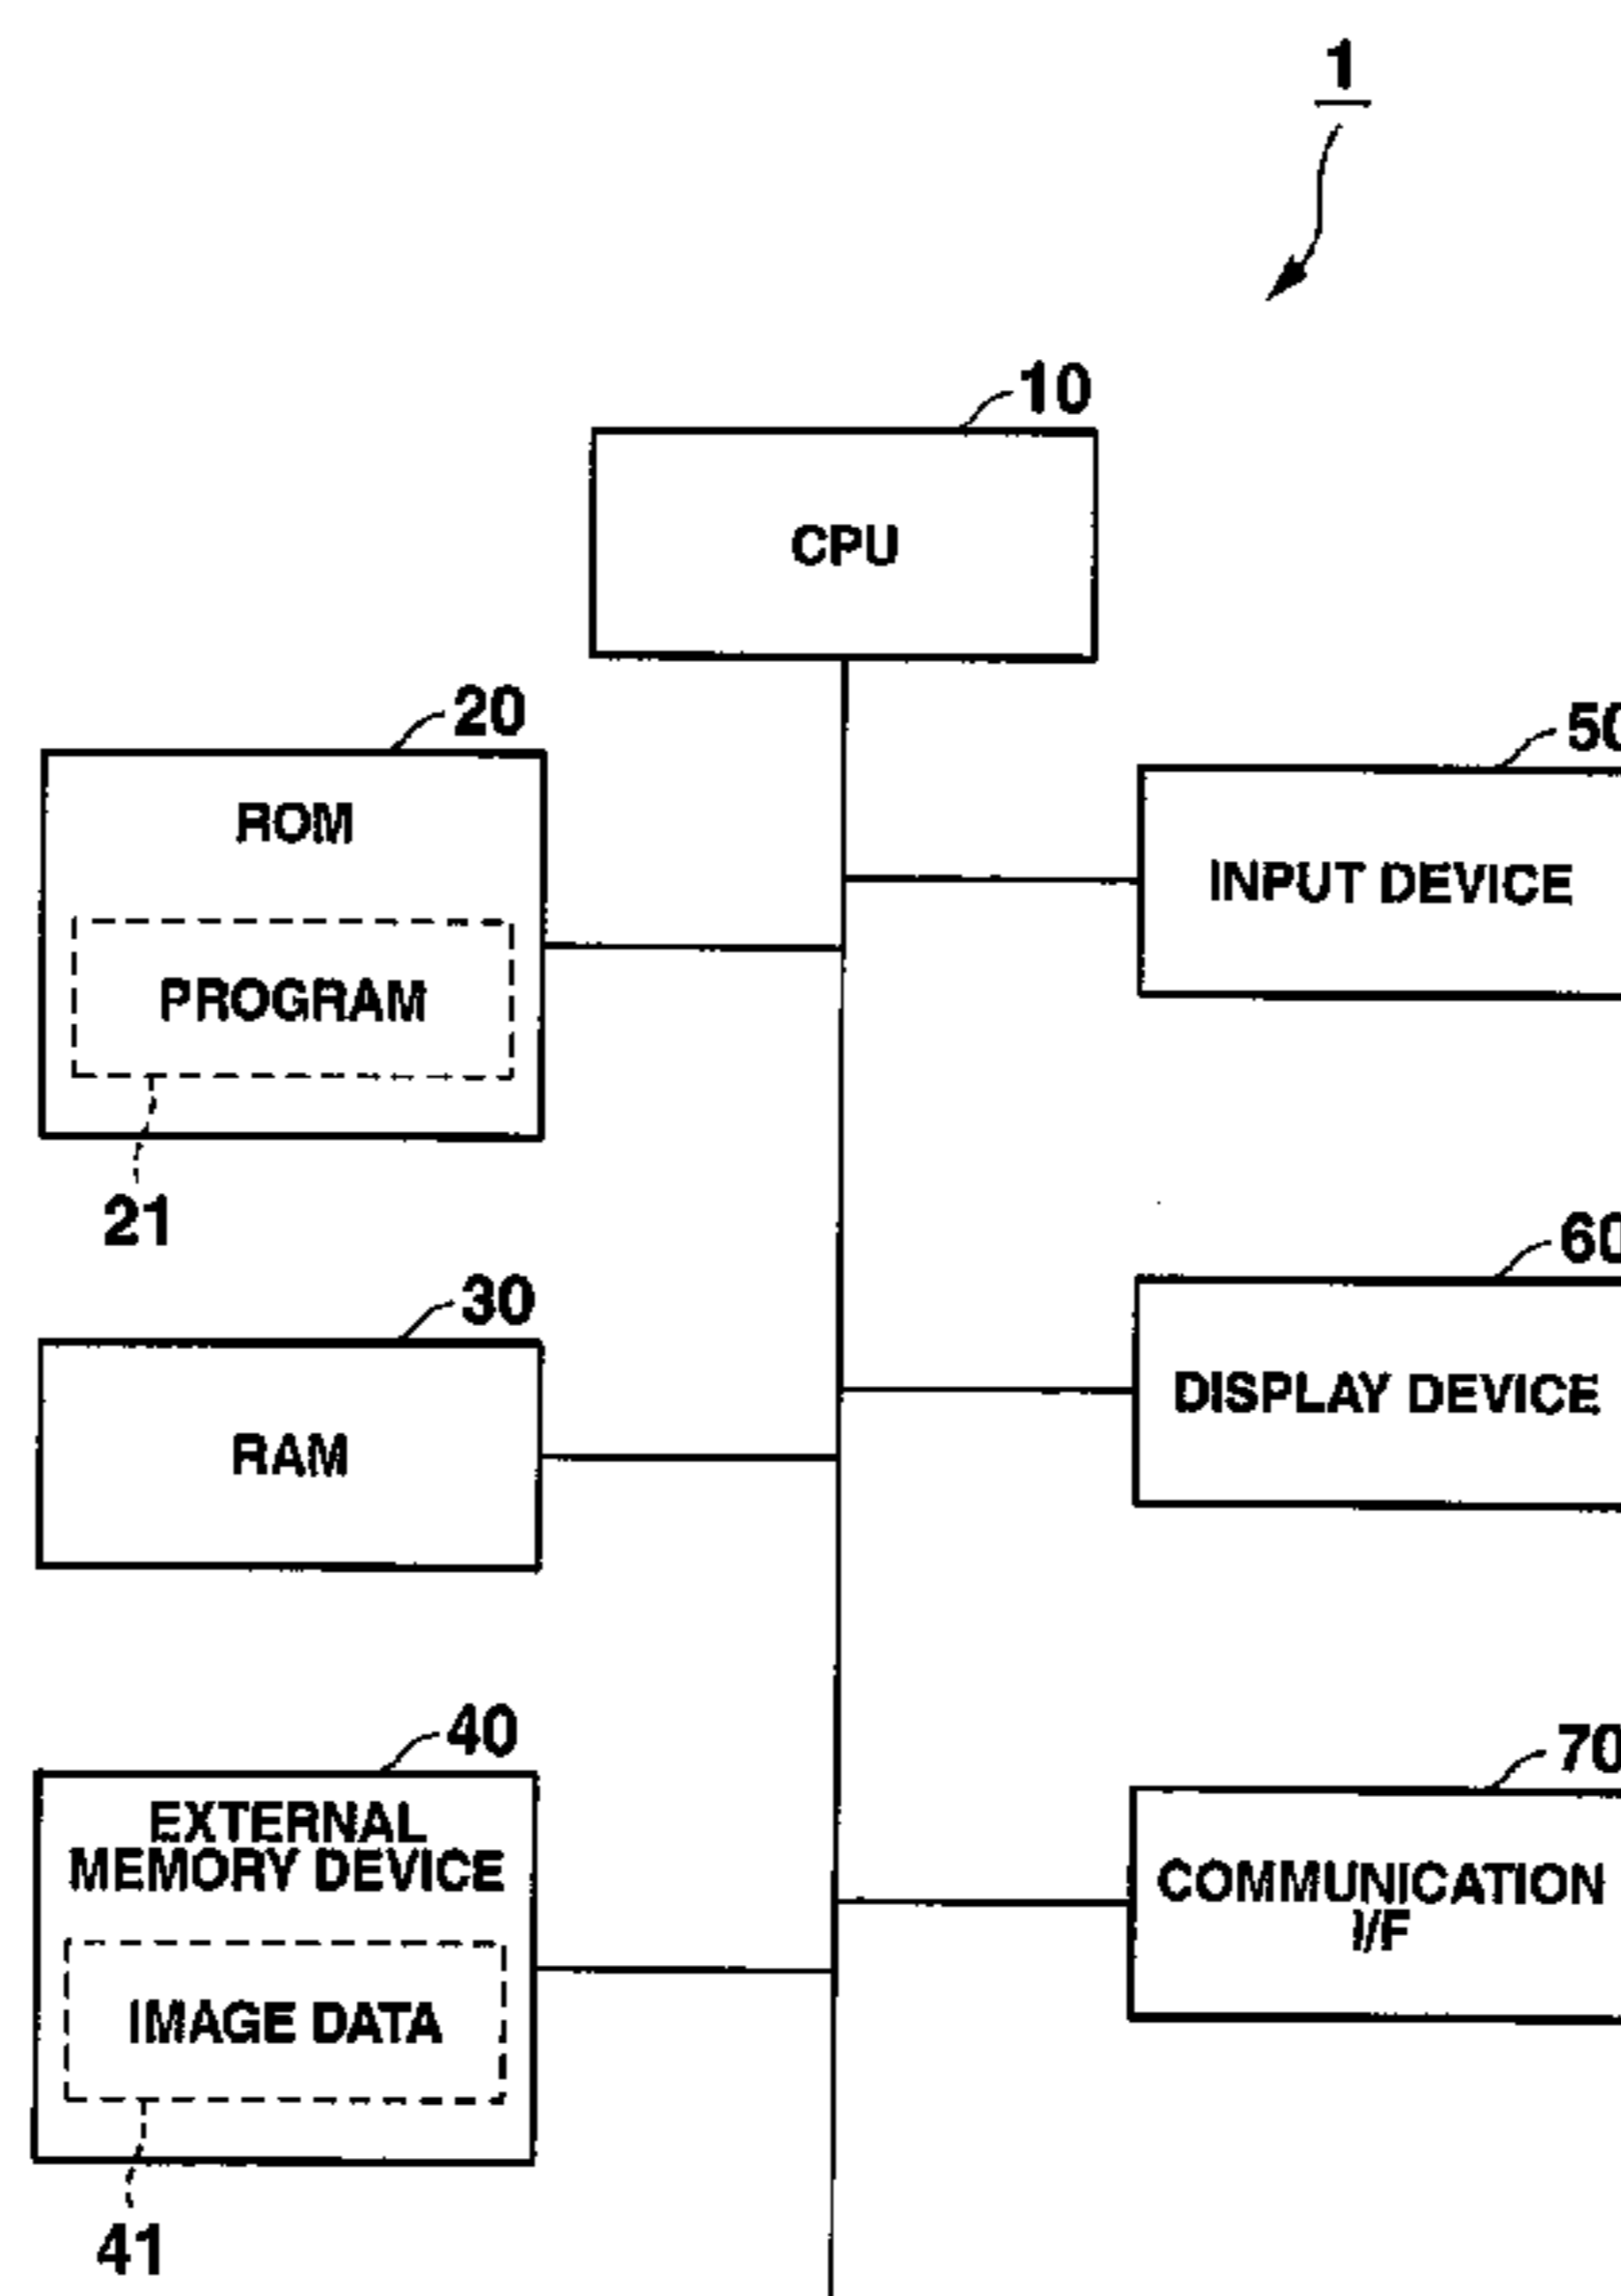 1
10
CPU
20
ROM
PROGRAM
21
50
INPUT DEVICE
30
RAM
60
DISPLAY DEVICE
40
EXTERNAL
MEMORY DEVICE
IMAGE DATA
41
70
COMMUNICATION
I/F